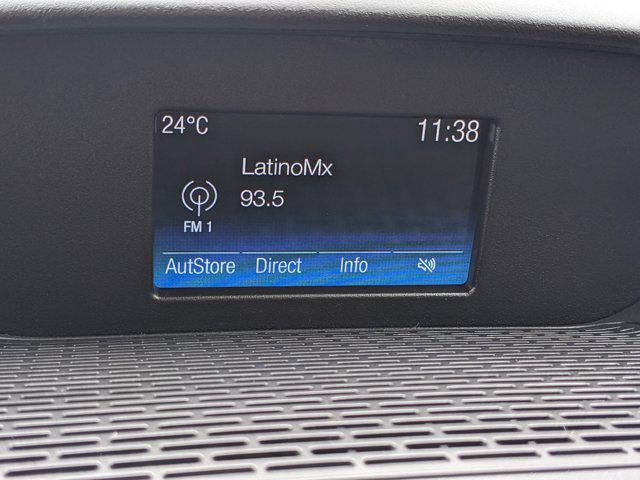 24°C 11:38
LatinoMx
93.5
FM 1
AutStore Direct Info